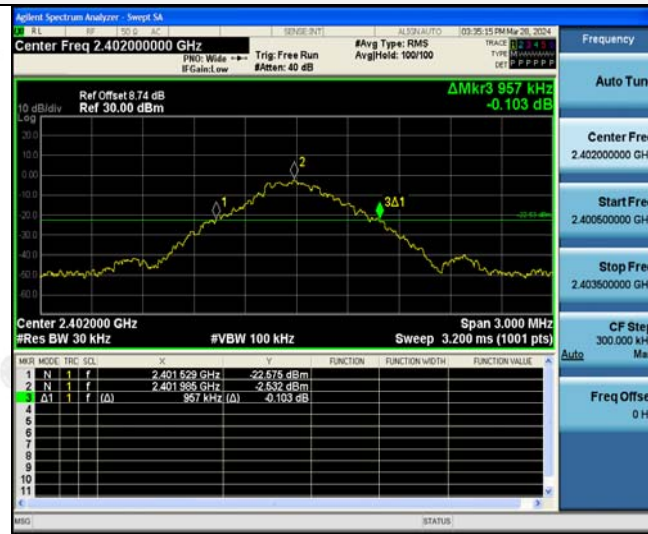 Agilent Spectrum Analyzer - Swept SA
RL RF 50 Ω AC SENSE:INT ALIGN AUTO 03:35:15 PM Mar 28, 2024
Center Freq 2.402000000 GHz #Avg Type: RMS TRACE 1 2 3 4 5 6
PNO: Wide Trig: Free Run Avg|Hold: 100/100 TYPE
IFGain:Low #Atten: 40 dB DET P P P P P P
ΔMkr3 957 kHz
-0.103 dB
Ref Offset 8.74 dB
10 dB/div Ref 30.00 dBm
Log
20.0
10.0
0.00
-10.0
-20.0
-30.0
-40.0
-50.0
-60.0
1
2
3Δ1
Center 2.402000 GHz Span 3.000 MHz
#Res BW 30 kHz #VBW 100 kHz Sweep 3.200 ms (1001 pts)
MKR MODE TRC SCL X Y FUNCTION FUNCTION WIDTH FUNCTION VALUE
1 N 1 f 2.401 529 GHz -22.575 dBm
2 N 1 f 2.401 985 GHz -2.532 dBm
3 Δ1 1 f (Δ) 957 kHz (Δ) -0.103 dB
4
5
6
7
8
9
10
11
MSG STATUS
Frequency
Auto Tun
Center Fre
2.402000000 GH
Start Fre
2.400500000 GH
Stop Fre
2.403500000 GH
CF Ste
300.000 kH
Auto Ma
Freq Offse
0 H